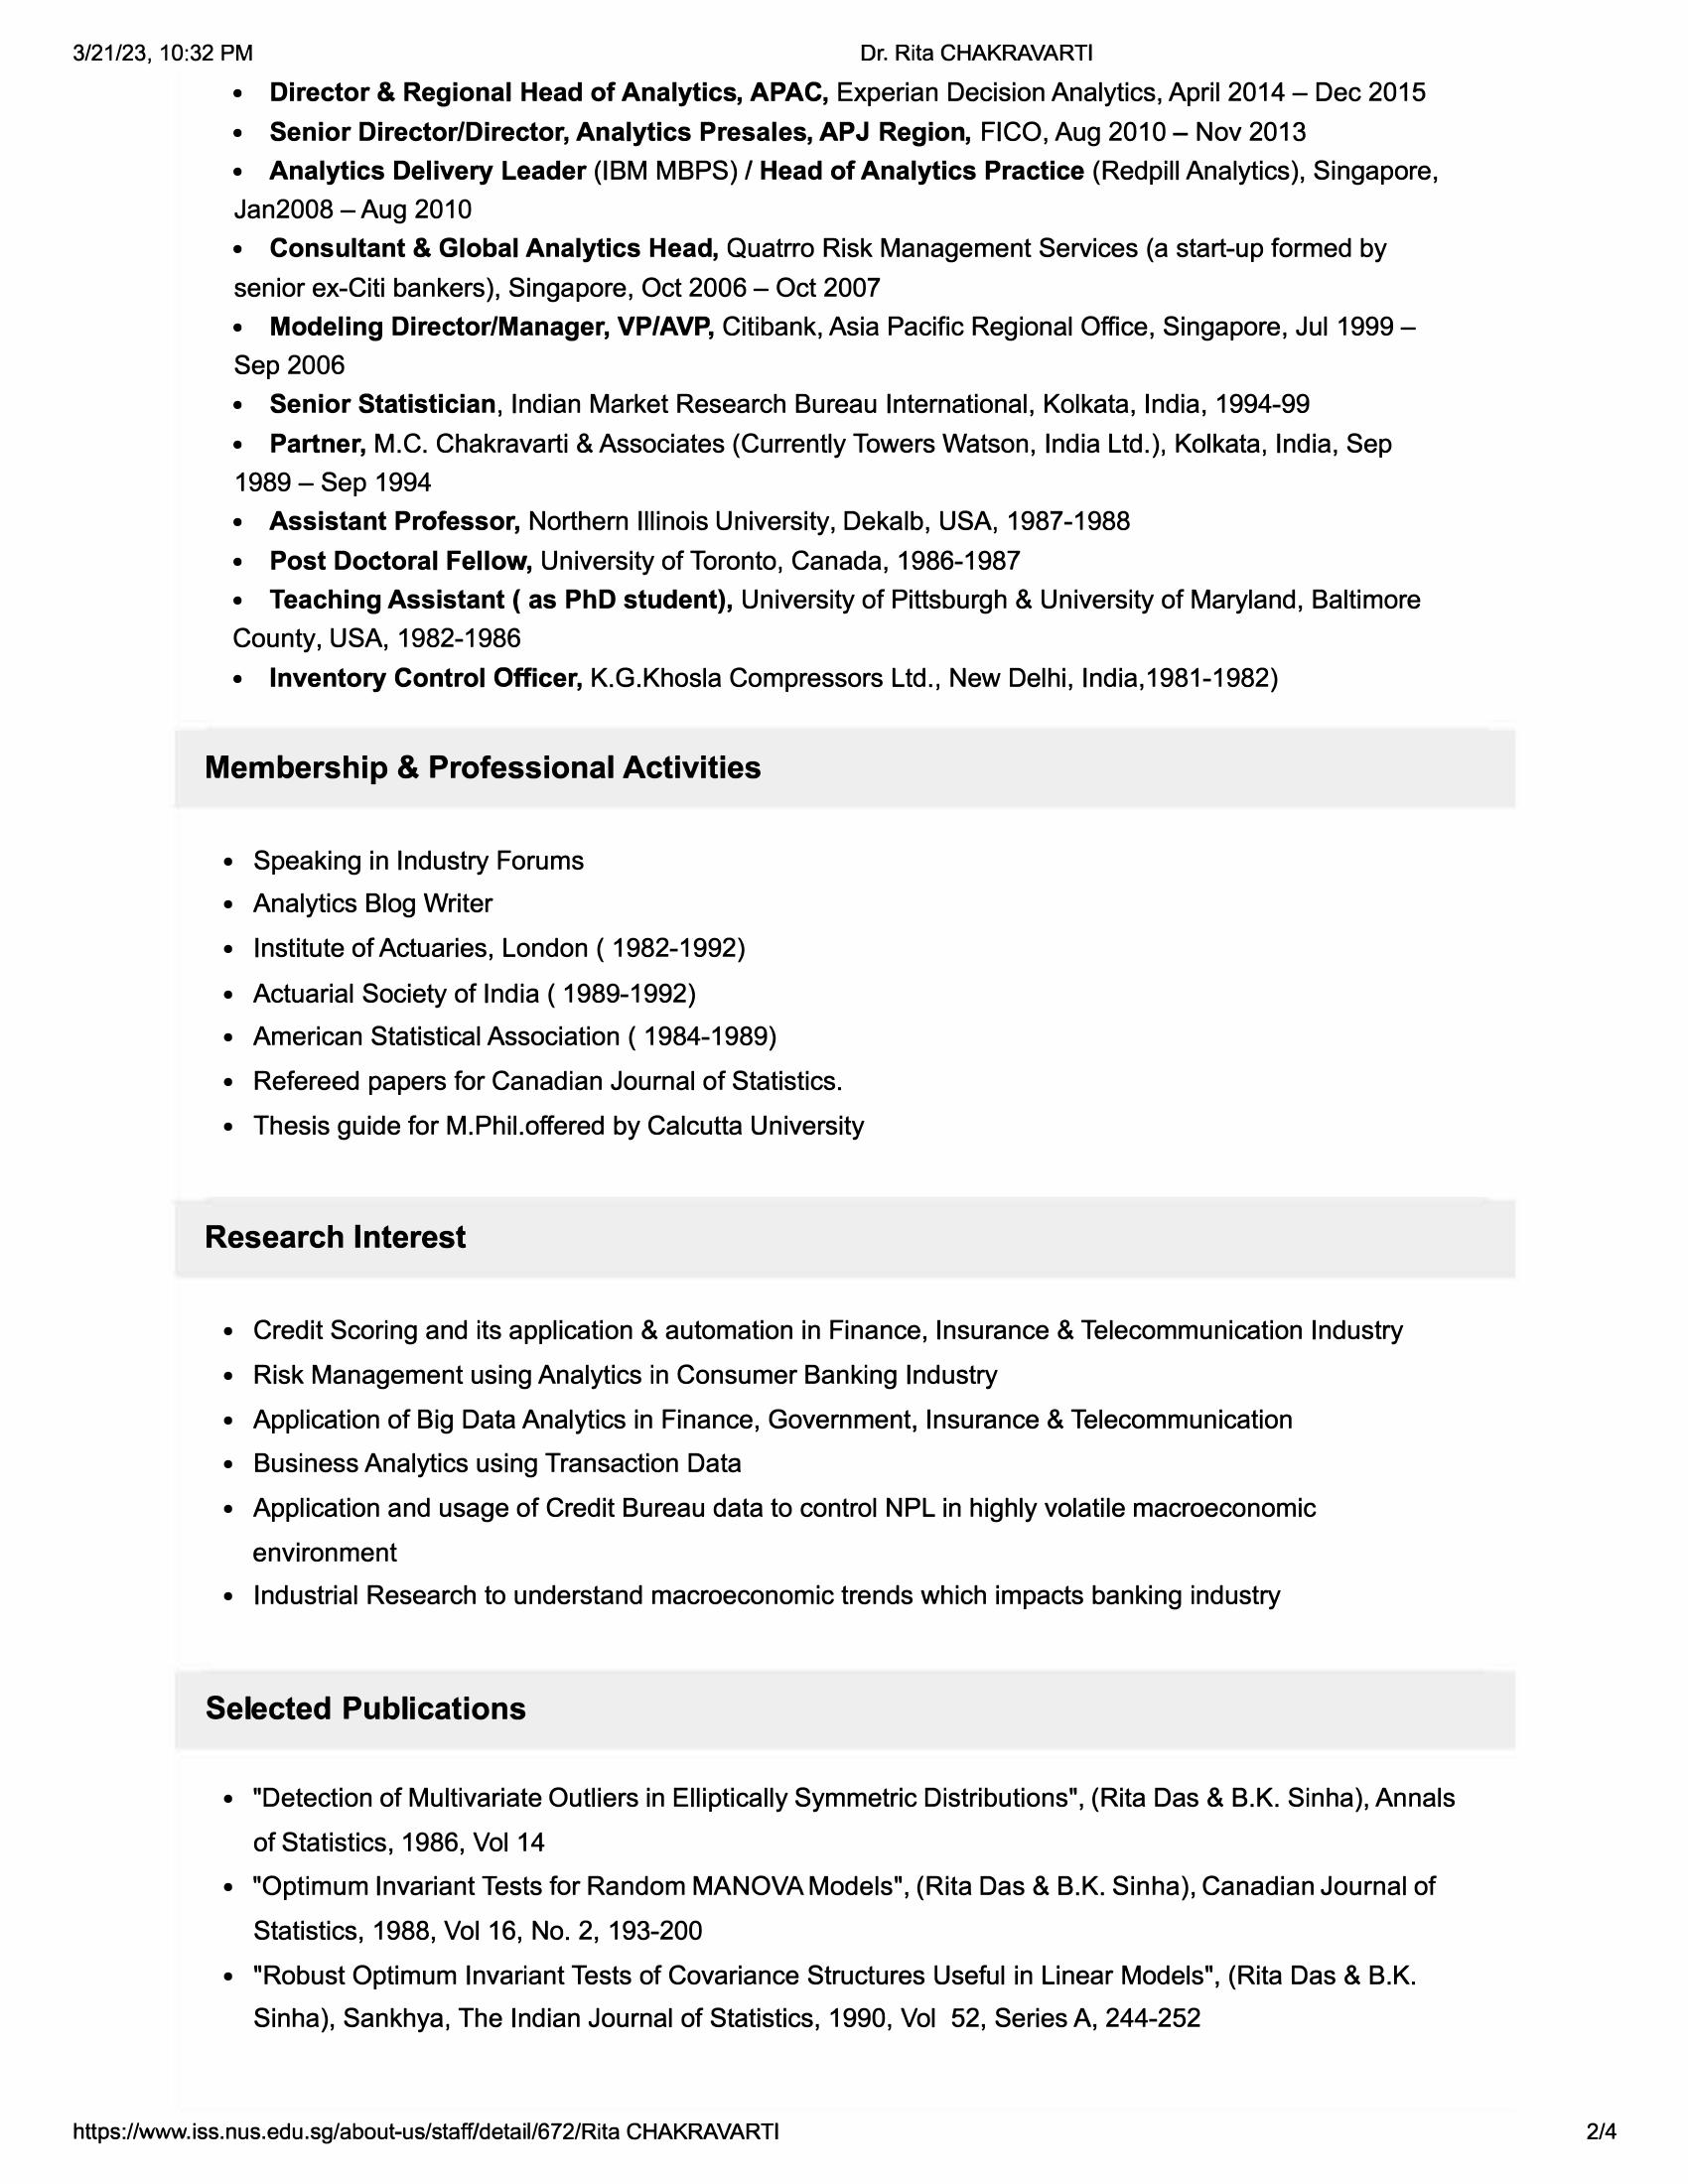 3/21/23, 10:32 PM Dr. Rita CHAKRAVARTI
• Director & Regional Head of Analytics, APAC, Experian Decision Analytics, April 2014 – Dec 2015
• Senior Director/Director, Analytics Presales, APJ Region, FICO, Aug 2010 – Nov 2013
• Analytics Delivery Leader (IBM MBPS) / Head of Analytics Practice (Redpill Analytics), Singapore,
Jan2008 – Aug 2010
• Consultant & Global Analytics Head, Quatrro Risk Management Services (a start-up formed by
senior ex-Citi bankers), Singapore, Oct 2006 – Oct 2007
• Modeling Director/Manager, VP/AVP, Citibank, Asia Pacific Regional Office, Singapore, Jul 1999 –
Sep 2006
• Senior Statistician, Indian Market Research Bureau International, Kolkata, India, 1994-99
• Partner, M.C. Chakravarti & Associates (Currently Towers Watson, India Ltd.), Kolkata, India, Sep
1989 – Sep 1994
• Assistant Professor, Northern Illinois University, Dekalb, USA, 1987-1988
• Post Doctoral Fellow, University of Toronto, Canada, 1986-1987
• Teaching Assistant ( as PhD student), University of Pittsburgh & University of Maryland, Baltimore
County, USA, 1982-1986
• Inventory Control Officer, K.G.Khosla Compressors Ltd., New Delhi, India,1981-1982)
Membership & Professional Activities
• Speaking in Industry Forums
• Analytics Blog Writer
• Institute of Actuaries, London ( 1982-1992)
• Actuarial Society of India ( 1989-1992)
• American Statistical Association ( 1984-1989)
• Refereed papers for Canadian Journal of Statistics.
• Thesis guide for M.Phil.offered by Calcutta University
Research Interest
• Credit Scoring and its application & automation in Finance, Insurance & Telecommunication Industry
• Risk Management using Analytics in Consumer Banking Industry
• Application of Big Data Analytics in Finance, Government, Insurance & Telecommunication
• Business Analytics using Transaction Data
• Application and usage of Credit Bureau data to control NPL in highly volatile macroeconomic
environment
• Industrial Research to understand macroeconomic trends which impacts banking industry
Selected Publications
• "Detection of Multivariate Outliers in Elliptically Symmetric Distributions", (Rita Das & B.K. Sinha), Annals
of Statistics, 1986, Vol 14
• "Optimum Invariant Tests for Random MANOVA Models", (Rita Das & B.K. Sinha), Canadian Journal of
Statistics, 1988, Vol 16, No. 2, 193-200
• "Robust Optimum Invariant Tests of Covariance Structures Useful in Linear Models", (Rita Das & B.K.
Sinha), Sankhya, The Indian Journal of Statistics, 1990, Vol 52, Series A, 244-252
https://www.iss.nus.edu.sg/about-us/staff/detail/672/Rita CHAKRAVARTI 2/4